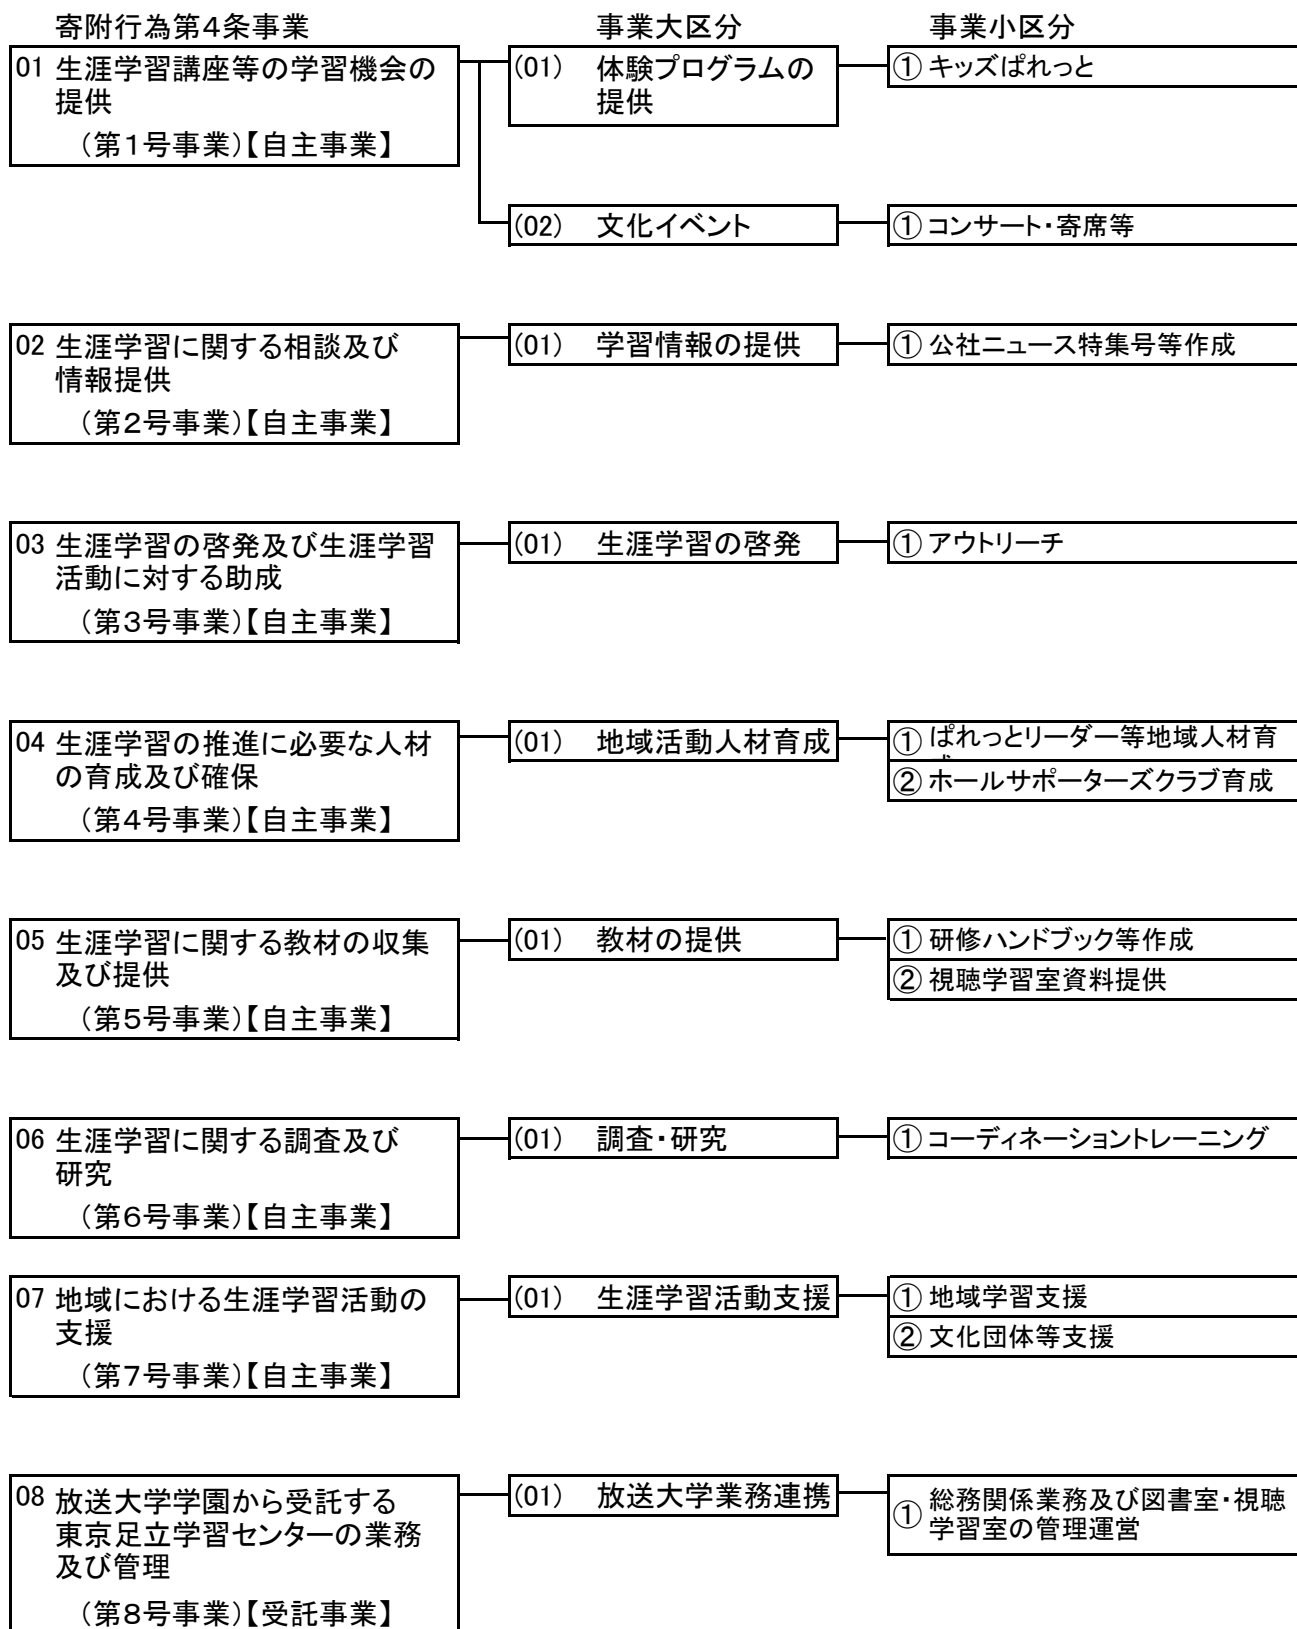 寄附行為第4条事業
事業大区分
事業小区分
01 生涯学習講座等の学習機会の
提供
（第1号事業）【自主事業】
(01) 体験プログラムの
提供
① キッズぱれっと
(02) 文化イベント
① コンサート・寄席等
02 生涯学習に関する相談及び
情報提供
（第2号事業）【自主事業】
(01) 学習情報の提供
① 公社ニュース特集号等作成
03 生涯学習の啓発及び生涯学習
活動に対する助成
（第3号事業）【自主事業】
(01) 生涯学習の啓発
① アウトリーチ
04 生涯学習の推進に必要な人材
の育成及び確保
（第4号事業）【自主事業】
(01) 地域活動人材育成
① ぱれっとリーダー等地域人材育
② ホールサポーターズクラブ育成
05 生涯学習に関する教材の収集
及び提供
（第5号事業）【自主事業】
(01) 教材の提供
① 研修ハンドブック等作成
② 視聴学習室資料提供
06 生涯学習に関する調査及び
研究
（第6号事業）【自主事業】
(01) 調査・研究
① コーディネーショントレーニング
07 地域における生涯学習活動の
支援
（第7号事業）【自主事業】
(01) 生涯学習活動支援
① 地域学習支援
② 文化団体等支援
08 放送大学学園から受託する
東京足立学習センターの業務
及び管理
（第8号事業）【受託事業】
(01) 放送大学業務連携
① 総務関係業務及び図書室・視聴
学習室の管理運営